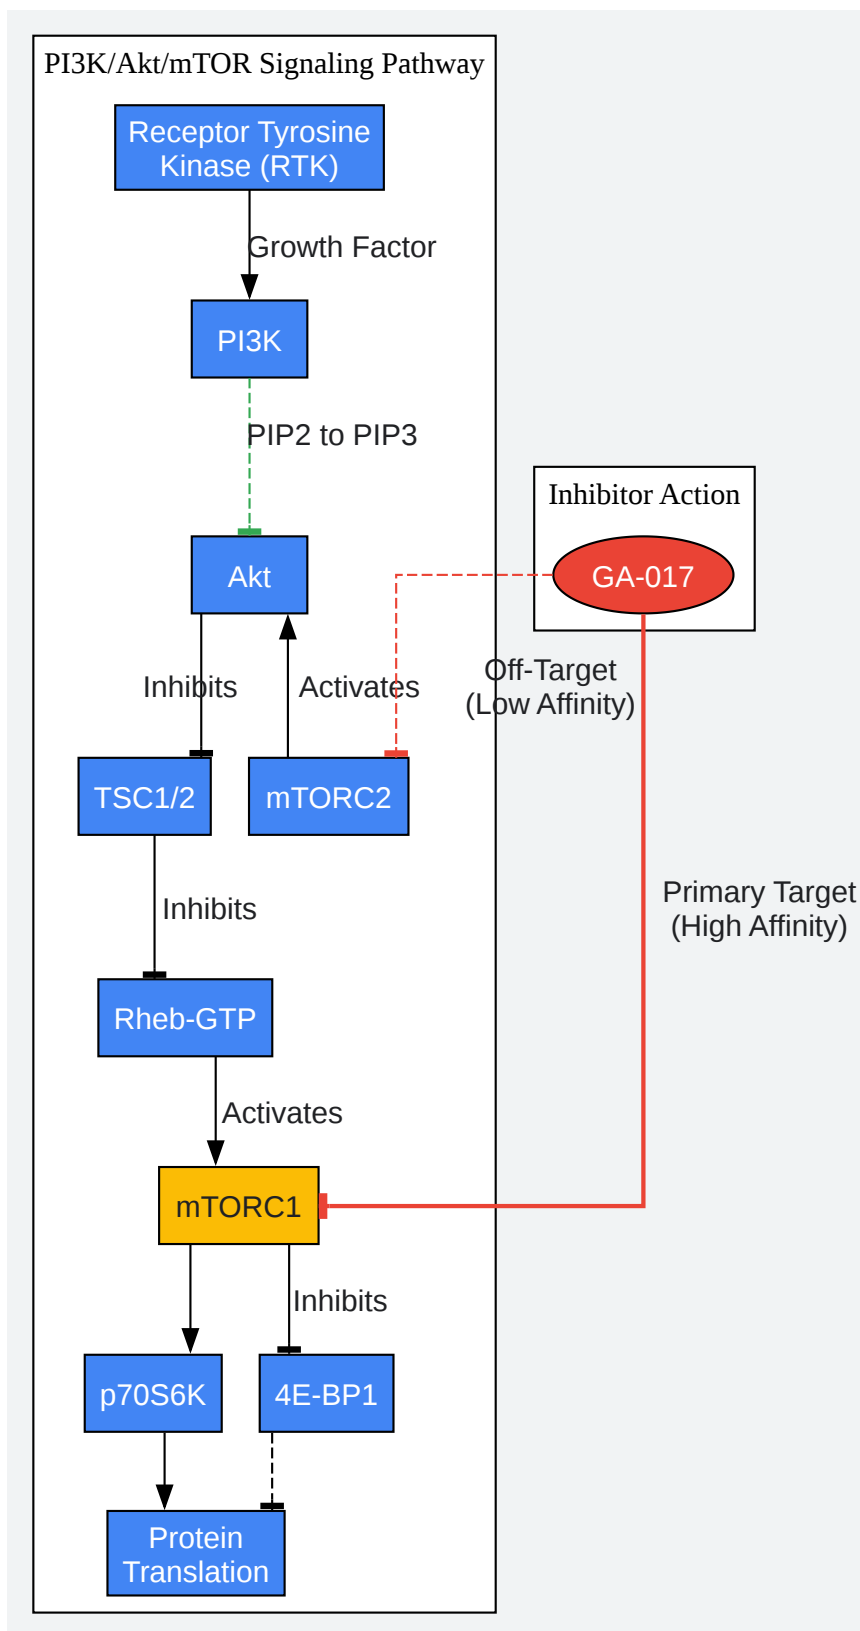 PI3K/Akt/mTOR Signaling Pathway
Receptor Tyrosine
Kinase (RTK)
Growth Factor
PI3K
PIP2 to PIP3
Inhibitor Action
GA-017
Akt
Off-Target
(Low Affinity)
Inhibits
Activates
TSC1/2
mTORC2
Primary Target
(High Affinity)
Inhibits
Rheb-GTP
Activates
mTORC1
Inhibits
p70S6K
4E-BP1
Protein
Translation